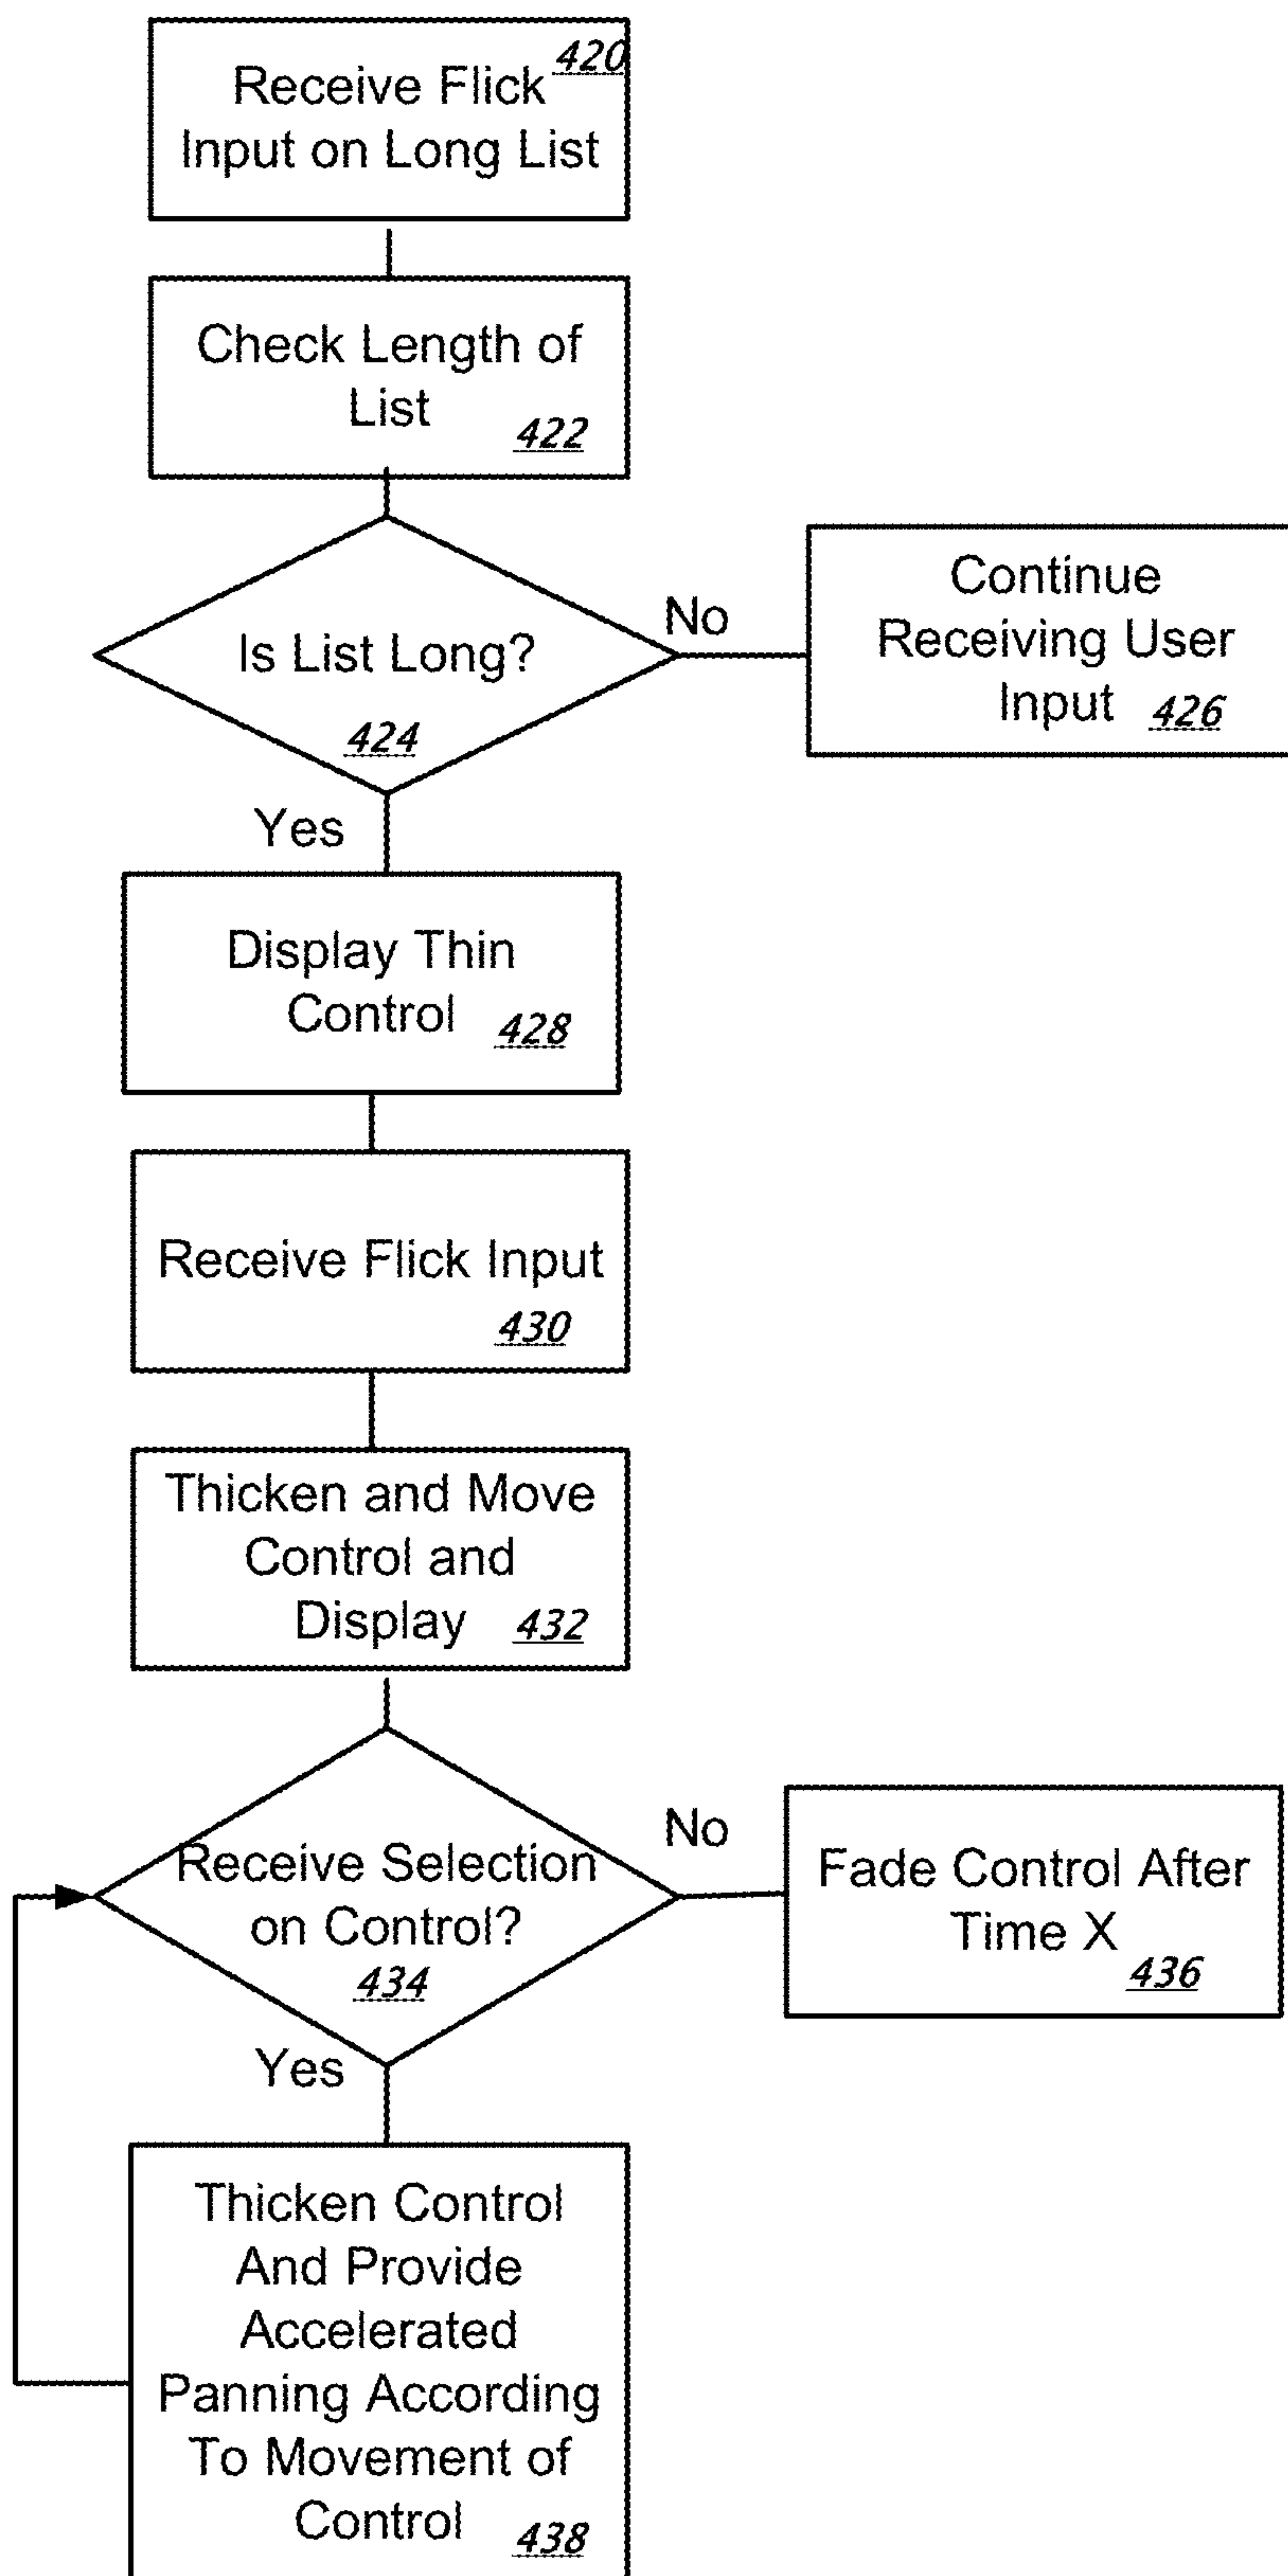 420
Receive Flick
Input on Long List
Check Length of
List 422
Is List Long?
424
No
Continue
Receiving User
Input 426
Yes
Display Thin
Control 428
Receive Flick Input
430
Thicken and Move
Control and
Display 432
Receive Selection
on Control?
434
No
Fade Control After
Time X
436
Yes
Thicken Control
And Provide
Accelerated
Panning According
To Movement of
Control 438